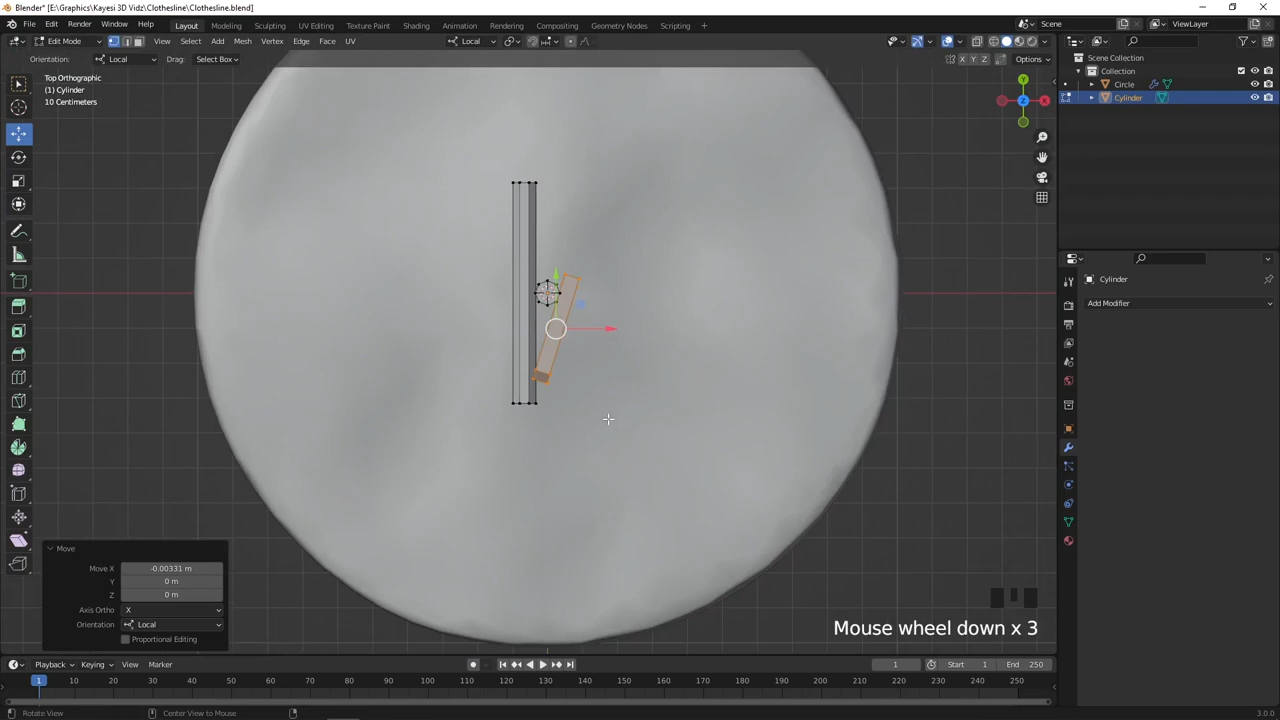 Blender* [E:\Graphics\Kayesi 3D Vidz\Clothesline\Clothesline.blend]
File Edit Render Window Help Layout Modeling Sculpting UV Editing Texture Paint Shading Animation Rendering Compositing Geometry Nodes Scripting + Scene ViewLayer
Edit Mode View Select Add Mesh Vertex Edge Face UV Local
Orientation: Local Drag: Select Box X Y Z Options
Top Orthographic
(1) Cylinder
10 Centimeters
Y
Z
X
Scene Collection
Collection
Circle
Cylinder
Cylinder
Add Modifier
Move
Move X -0.00331 m
Y 0 m
Z 0 m
Axis Ortho X
Orientation Local
Proportional Editing
Mouse wheel down x 3
Playback Keying View Marker 1 Start 1 End 250
1 10 20 30 40 50 60 70 80 90 100 110 120 130 140 150 160 170 180 190 200 210 220 230 240 250
Rotate View Center View to Mouse 3.0.0